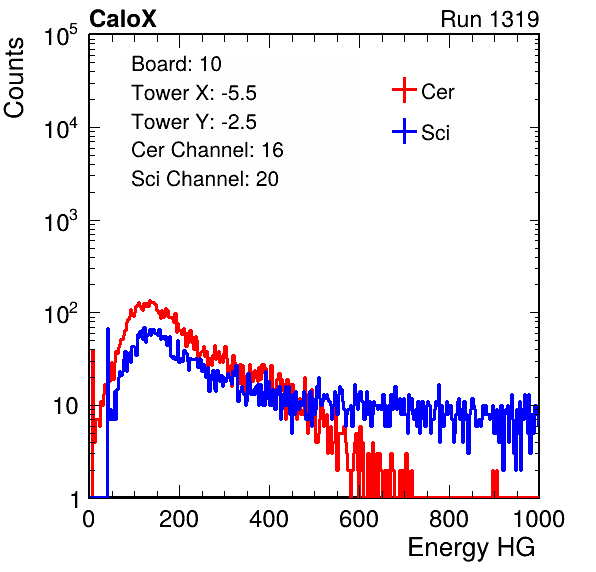 CaloX Run 1319
Counts
Board: 10
Tower X: -5.5
Tower Y: -2.5
Cer Channel: 16
Sci Channel: 20
Cer
Sci
10^5
10^4
10^3
10^2
10
1
0 200 400 600 800 1000
Energy HG